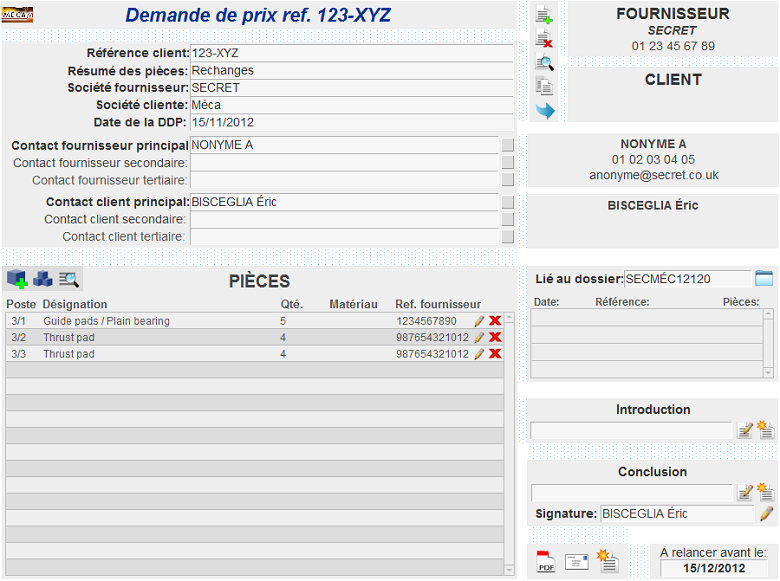 MECAM
Demande de prix ref. 123-XYZ
Référence client: 123-XYZ
Résumé des pièces: Rechanges
Société fournisseur: SECRET
Société cliente: Méca
Date de la DDP: 15/11/2012
Contact fournisseur principal NONYME A
Contact fournisseur secondaire:
Contact fournisseur tertiaire:
Contact client principal: BISCEGLIA Éric
Contact client secondaire:
Contact client tertiaire:
FOURNISSEUR
SECRET
01 23 45 67 89
CLIENT
NONYME A
01 02 03 04 05
anonyme@secret.co.uk
BISCEGLIA Éric
PIÈCES
Poste Désignation Qté. Matériau Ref. fournisseur
3/1 Guide pads / Plain bearing 5 1234567890
3/2 Thrust pad 4 987654321012
3/3 Thrust pad 4 987654321012
Lié au dossier: SECMÉC12120
Date: Référence: Pièces:
Introduction
Conclusion
Signature: BISCEGLIA Éric
PDF
A relancer avant le:
15/12/2012